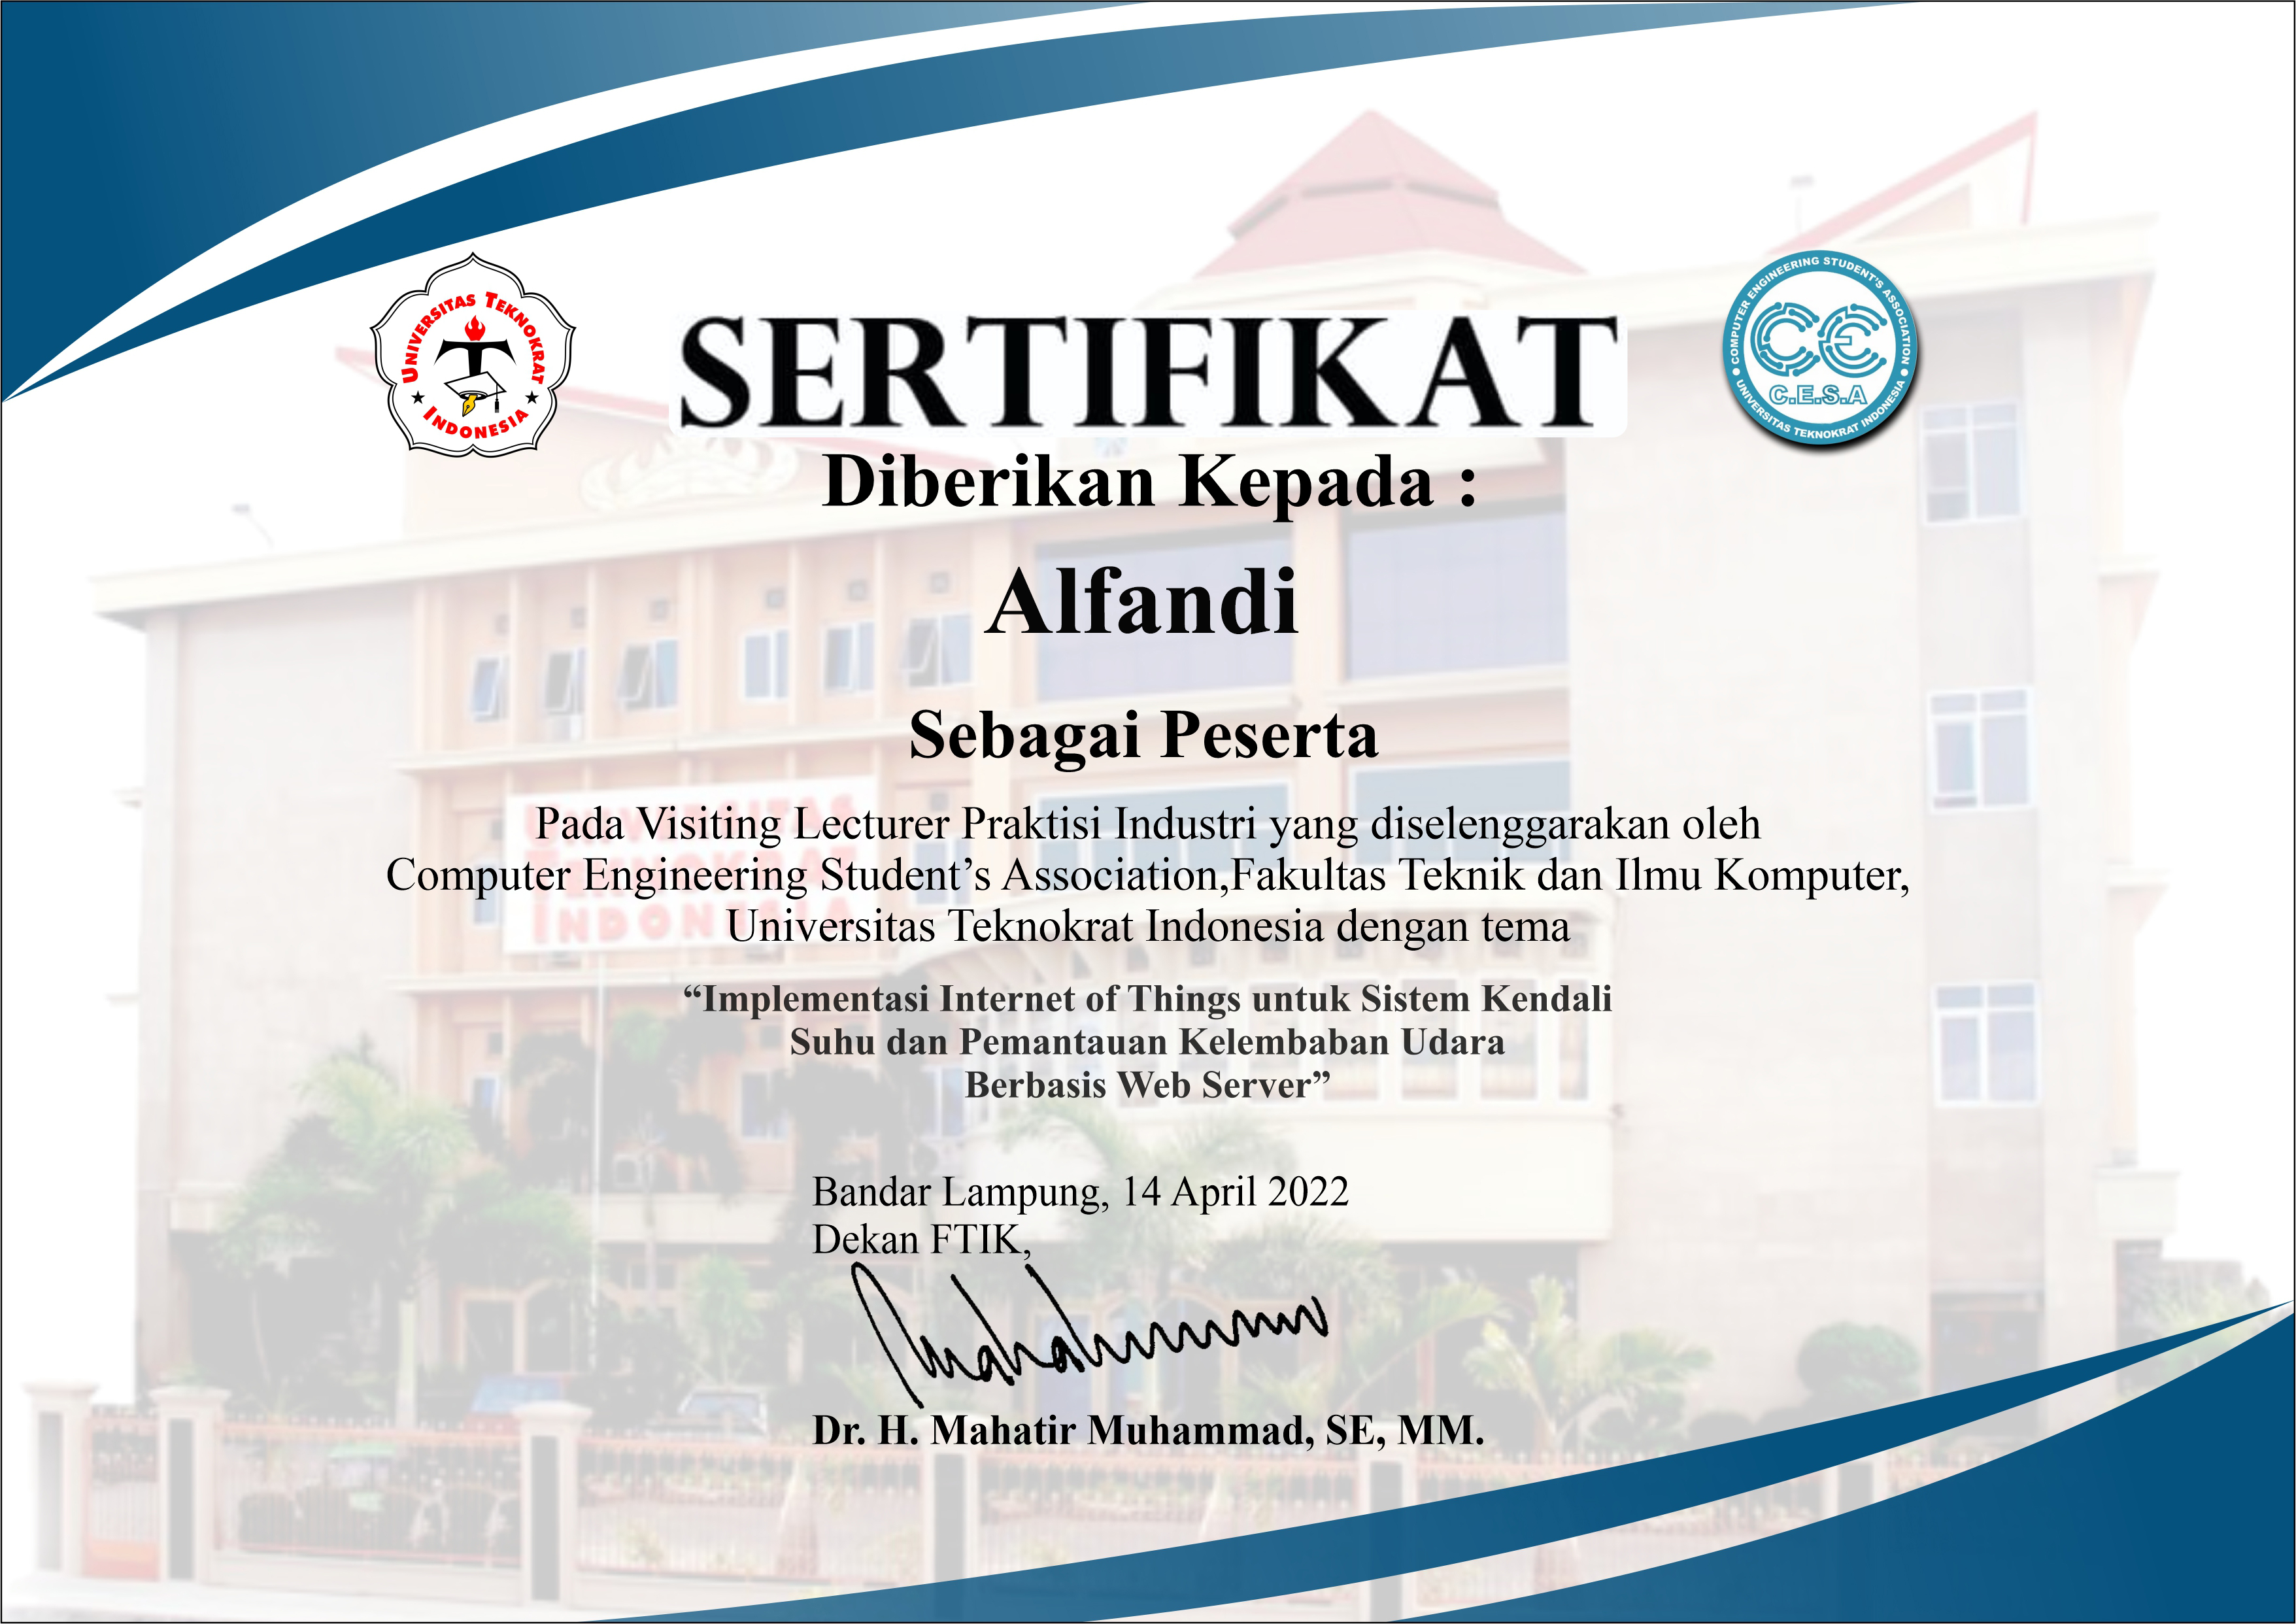 UNIVERSITAS TEKNOKRAT
INDONESIA
SERTIFIKAT
COMPUTER ENGINEERING STUDENT'S ASSOCIATION
C.E.S.A
UNIVERSITAS TEKNOKRAT INDONESIA
Diberikan Kepada :
Alfandi
Sebagai Peserta
Pada Visiting Lecturer Praktisi Industri yang diselenggarakan oleh
Computer Engineering Student’s Association,Fakultas Teknik dan Ilmu Komputer,
Universitas Teknokrat Indonesia dengan tema
“Implementasi Internet of Things untuk Sistem Kendali
Suhu dan Pemantauan Kelembaban Udara
Berbasis Web Server”
UNIVERSITAS
TEKNOKRAT
INDONESIA
Bandar Lampung, 14 April 2022
Dekan FTIK,
Dr. H. Mahatir Muhammad, SE, MM.